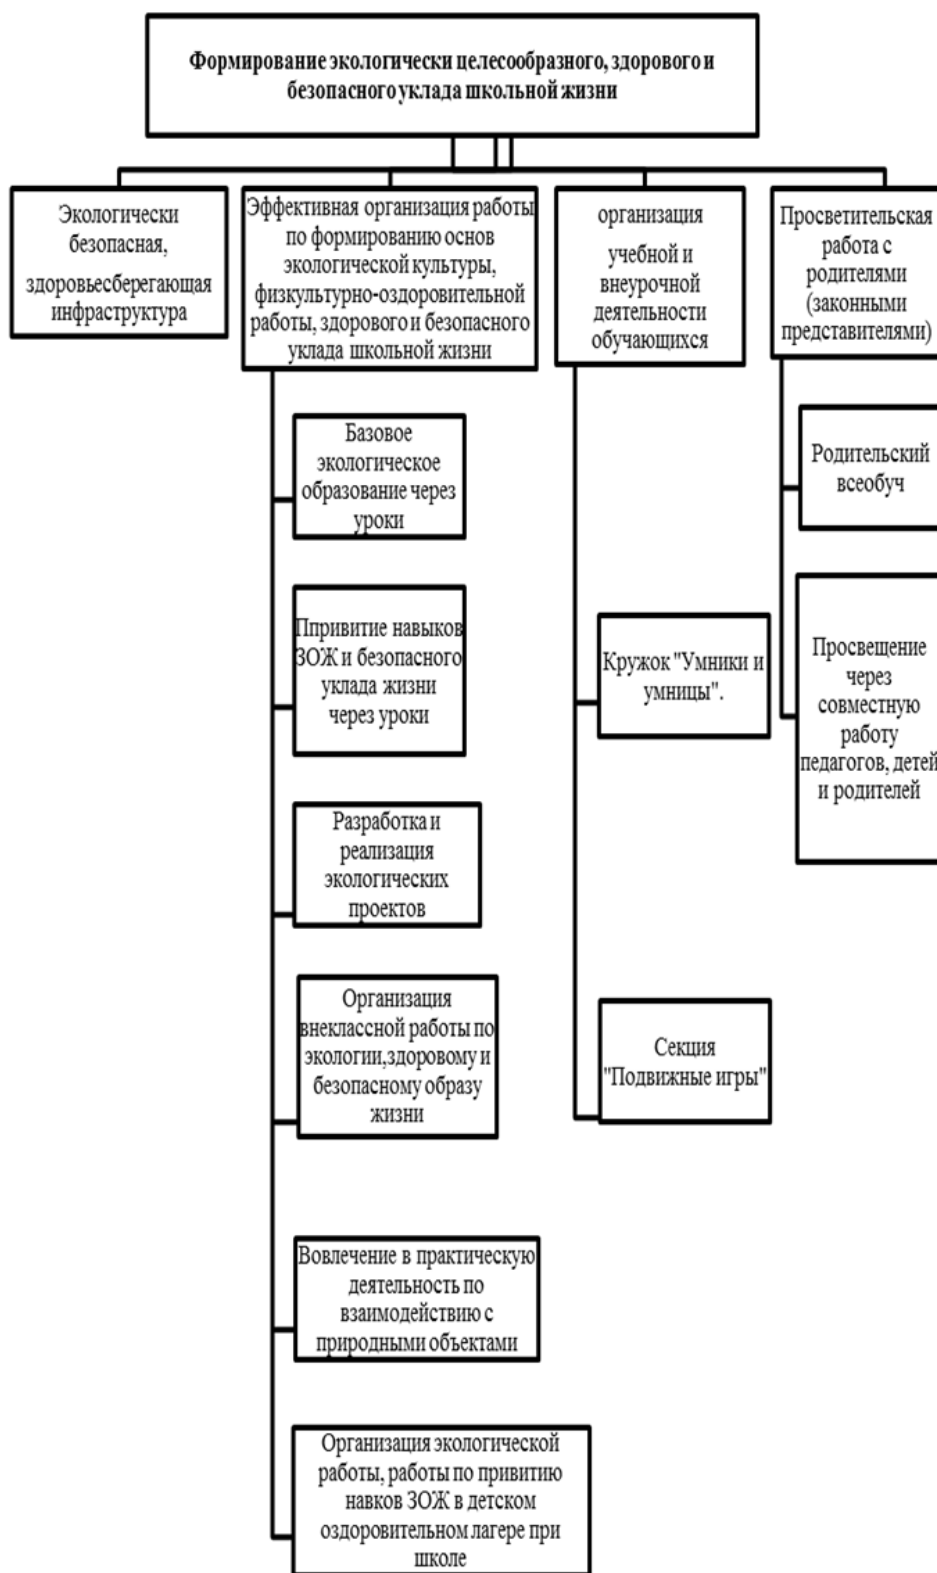 Формирование экологически целесообразного, здорового и
безопасного уклада школьной жизни
Экологически
безопасная,
здоровьесберегающая
инфраструктура
Эффективная организация работы
по формированию основ
экологической культуры,
физкультурно-оздоровительной
работы, здорового и безопасного
уклада школьной жизни
организация
учебной и
внеурочной
деятельности
обучающихся
Просветительская
работа с
родителями
(законными
представителями)
Базовое
экологическое
образование через
уроки
Ппривитие навыков
ЗОЖ и безопасного
уклада жизни
через уроки
Разработка и
реализация
экологических
проектов
Организация
внеклассной работы по
экологии,здоровому и
безопасному образу
жизни
Вовлечение в практическую
деятельность по
взаимодействию с
природными объектами
Организация экологической
работы, работы по привитию
навков ЗОЖ в детском
оздоровительном лагере при
школе
Кружок "Умники и
умницы".
Секция
"Подвижные игры"
Родительский
всеобуч
Просвещение
через
совместную
работу
педагогов, детей
и родителей